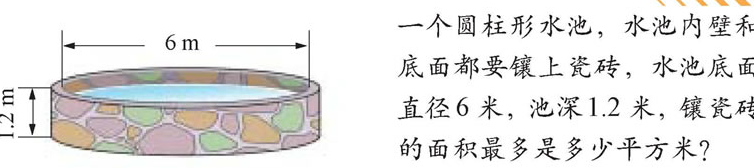 6 m
1.2 m
一个圆柱形水池，水池内壁和
底面都要镶上瓷砖，水池底面
直径6米，池深1.2米，镶瓷砖
的面积最多是多少平方米？